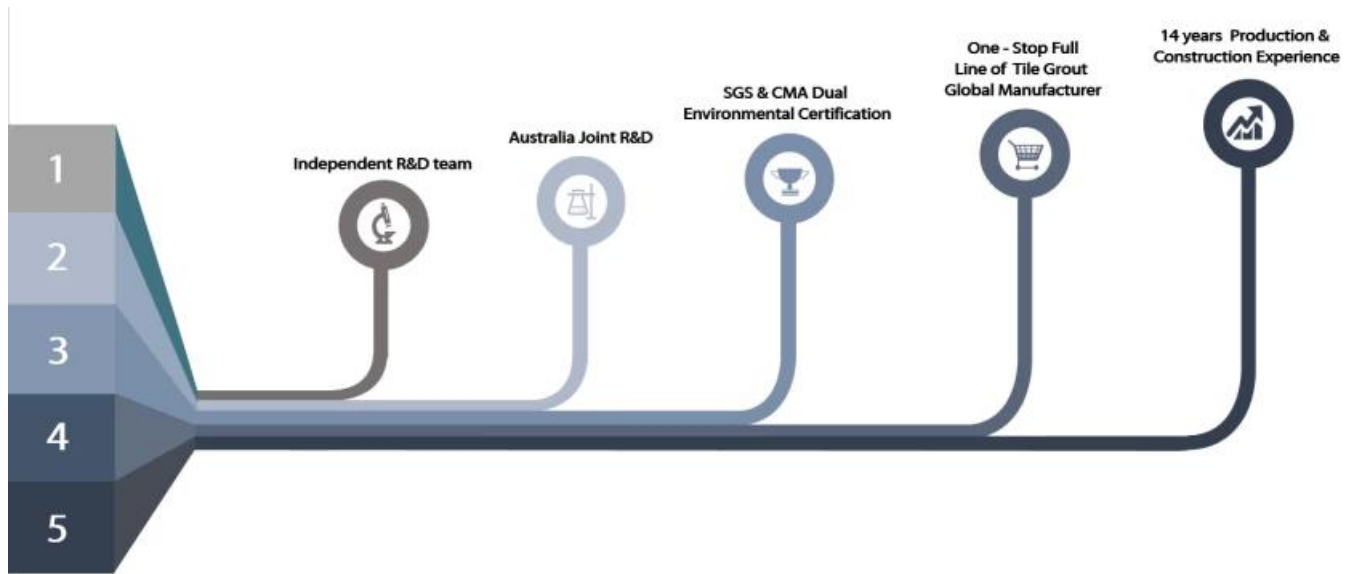 1
2
3
4
5
Independent R&D team
Australia Joint R&D
SGS & CMA Dual
Environmental Certification
One - Stop Full
Line of Tile Grout
Global Manufacturer
14 years Production &
Construction Experience